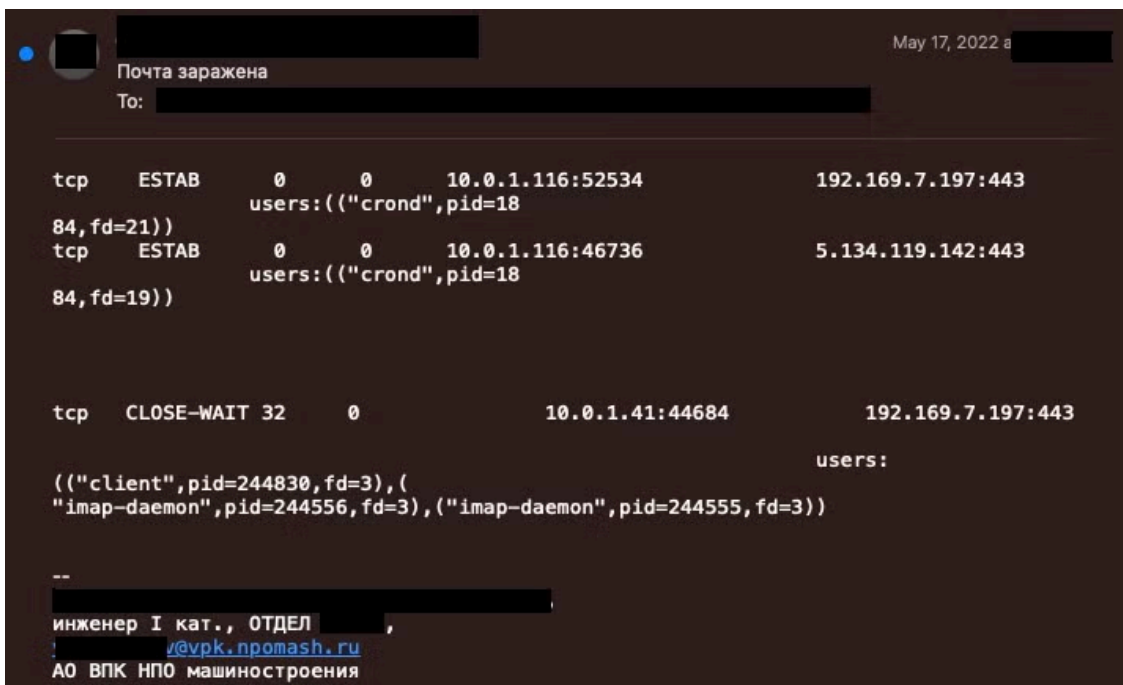 May 17, 2022 a
Почта заражена
To:
tcp ESTAB 0 0 10.0.1.116:52534 192.169.7.197:443
users:(("crond",pid=18
84,fd=21))
tcp ESTAB 0 0 10.0.1.116:46736 5.134.119.142:443
users:(("crond",pid=18
84,fd=19))
tcp CLOSE-WAIT 32 0 10.0.1.41:44684 192.169.7.197:443
users:
(("client",pid=244830,fd=3),(
"imap-daemon",pid=244556,fd=3),("imap-daemon",pid=244555,fd=3))
--
инженер I кат., ОТДЕЛ ,
v@vpk.npomash.ru
АО ВПК НПО машиностроения